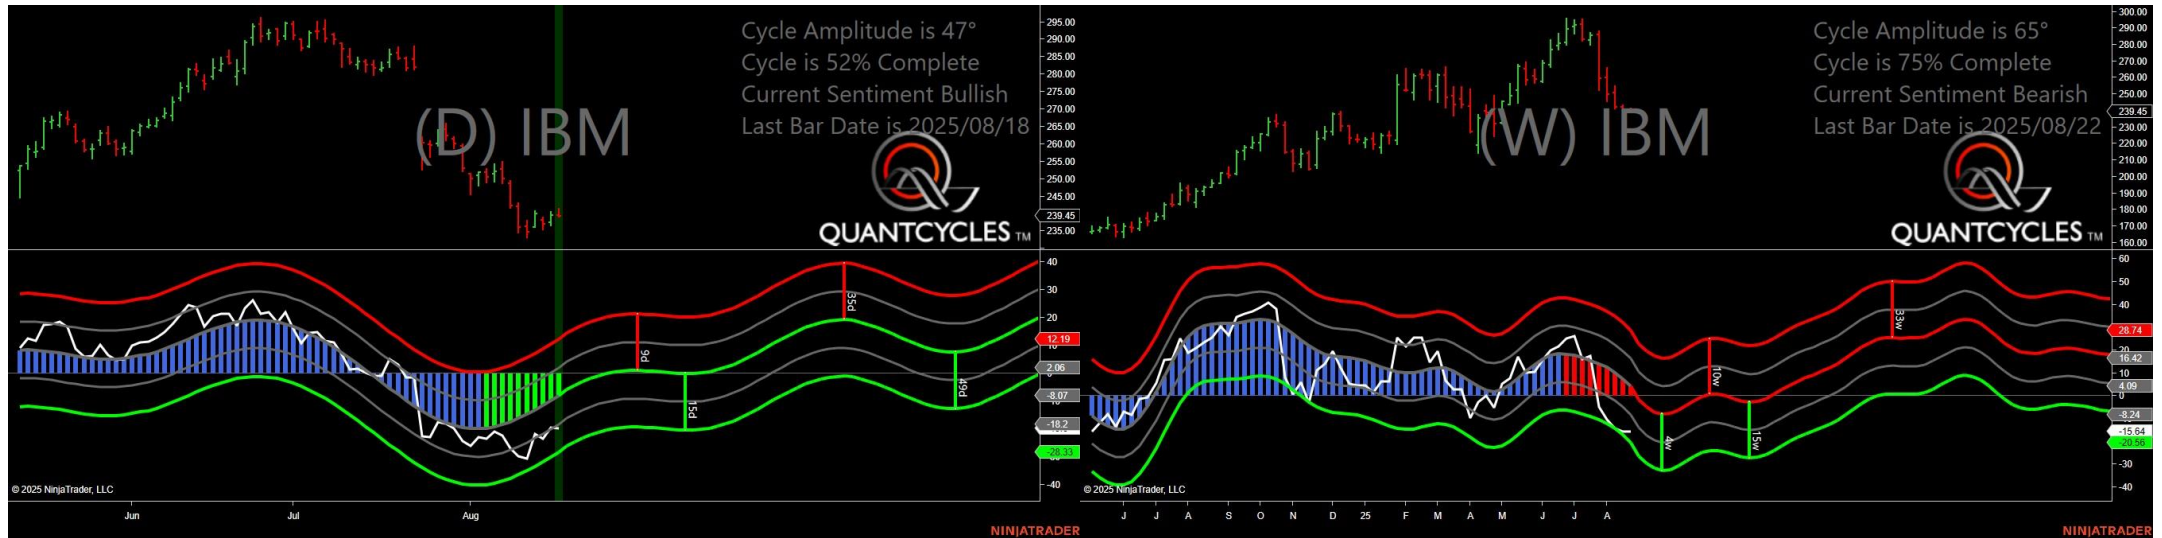 Cycle Amplitude is 47°
Cycle is 52% Complete
Current Sentiment Bullish
Last Bar Date is 2025/08/18
(D) IBM
QUANTCYCLES TM
295.00
290.00
285.00
280.00
275.00
270.00
265.00
260.00
255.00
250.00
245.00
239.45
235.00
40
30
20
12.19
2.06
-8.07
-18.2
-28.33
-40
9d
15d
35d
49d
© 2025 NinjaTrader, LLC
Jun
Jul
Aug
NINJATRADER
Cycle Amplitude is 65°
Cycle is 75% Complete
Current Sentiment Bearish
Last Bar Date is 2025/08/22
(W) IBM
QUANTCYCLES TM
300.00
290.00
280.00
270.00
260.00
250.00
239.45
230.00
220.00
210.00
200.00
190.00
180.00
170.00
160.00
60
50
40
28.74
20
16.42
10
4.09
0
-8.24
-15.64
-20.56
-30
-40
4w
10w
15w
33w
© 2025 NinjaTrader, LLC
J J A S O N D 25 F M A M J J A
NINJATRADER